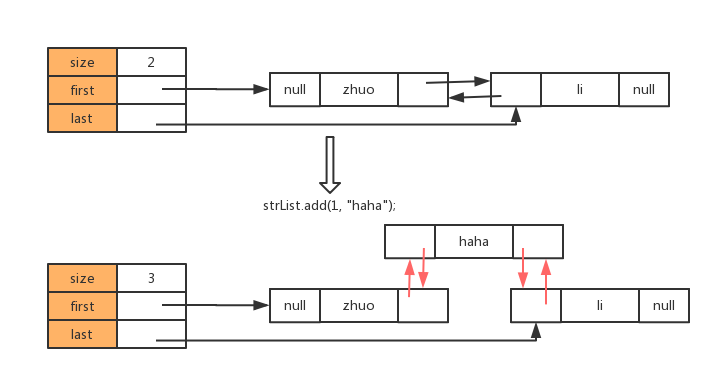 size 2
first null zhuo li null
last
strList.add(1, "haha");
haha
size 3
first null zhuo li null
last